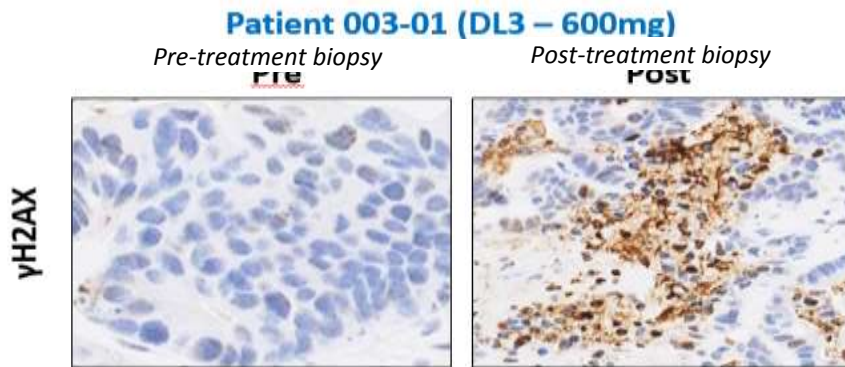 Patient 003-01 (DL3 – 600mg)
Pre-treatment biopsy
Post-treatment biopsy
Pre
Post
γH2AX